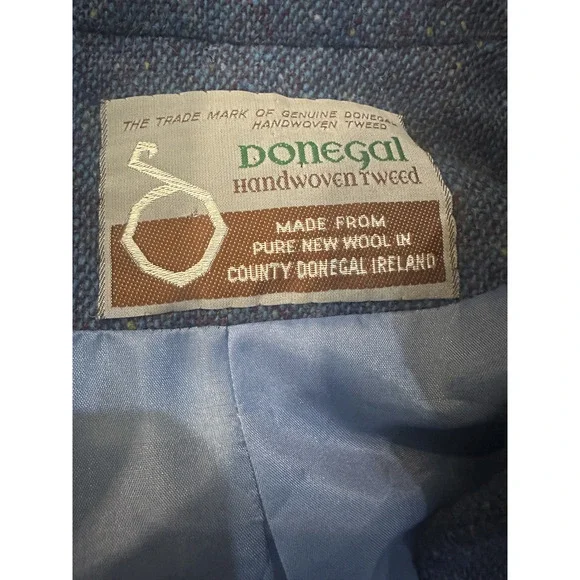 THE TRADE MARK OF GENUINE DONEGAL
HANDWOVEN TWEED
DONEGAL
HANDWOVEN TWEED
MADE FROM
PURE NEW WOOL IN
COUNTY DONEGAL IRELAND